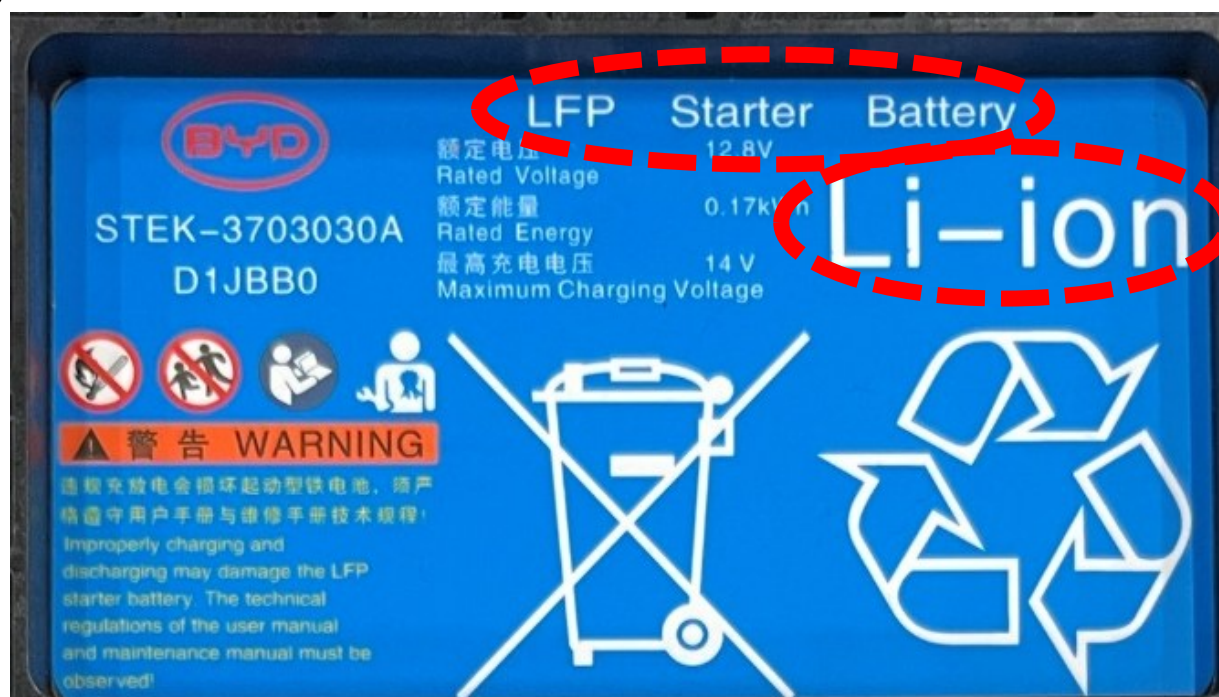 BYD
STEK-3703030A
D1JBB0
LFP Starter Battery
额定电压 12.8V
Rated Voltage
额定能量 0.17kWh
Rated Energy
最高充电电压 14 V
Maximum Charging Voltage
Li-ion
警告 WARNING
违规充放电会损坏起动型铁电池，须严
格遵守用户手册与维修手册技术规程!
Improperly charging and
discharging may damage the LFP
starter battery. The technical
regulations of the user manual
and maintenance manual must be
observed!